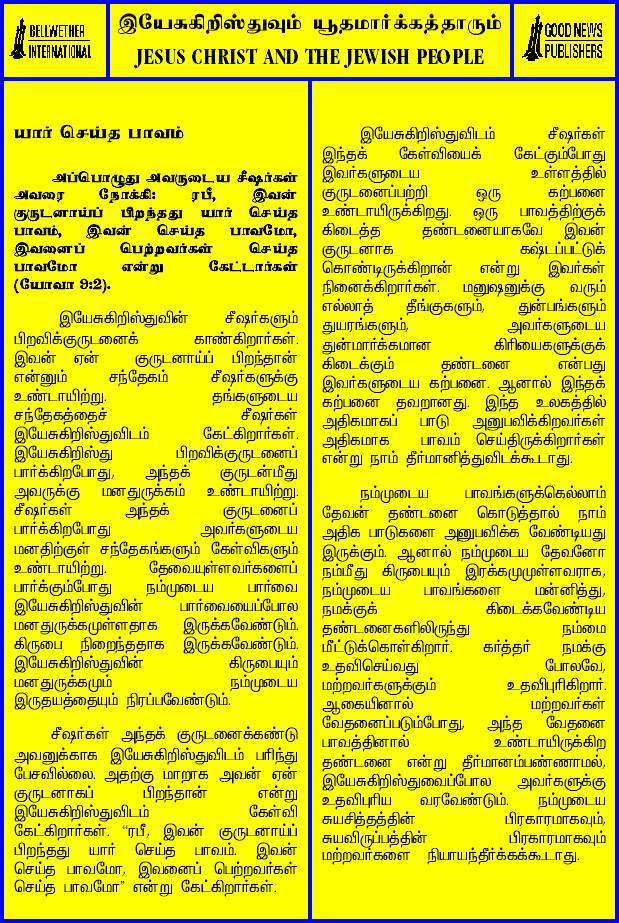 BELLWETHER
INTERNATIONAL
இயேசுகிறிஸ்துவும் யூதமார்க்கத்தாரும்
JESUS CHRIST AND THE JEWISH PEOPLE
GOOD NEWS
PUBLISHERS
யார் செய்த பாவம்
அப்பொழுது அவருடைய சீஷர்கள்
அவரை நோக்கி: ரபீ, இவன்
குருடனாய்ப் பிறந்தது யார் செய்த
பாவம், இவன் செய்த பாவமோ,
இவனைப் பெற்றவர்கள் செய்த
பாவமோ என்று கேட்டார்கள்
(யோவா 9:2).
இயேசுகிறிஸ்துவின் சீஷர்களும்
பிறவிக்குருடனைக் காண்கிறார்கள்.
இவன் ஏன் குருடனாய்ப் பிறந்தான்
என்னும் சந்தேகம் சீஷர்களுக்கு
உண்டாயிற்று. தங்களுடைய
சந்தேகத்தைச் சீஷர்கள்
இயேசுகிறிஸ்துவிடம் கேட்கிறார்கள்.
இயேசுகிறிஸ்து பிறவிக்குருடனைப்
பார்க்கிறபோது, அந்தக் குருடன்மீது
அவருக்கு மனதுருக்கம் உண்டாயிற்று.
சீஷர்கள் அந்தக் குருடனைப்
பார்க்கிறபோது அவர்களுடைய
மனதிற்குள் சந்தேகங்களும் கேள்விகளும்
உண்டாயிற்று. தேவையுள்ளவர்களைப்
பார்க்கும்போது நம்முடைய பார்வை
இயேசுகிறிஸ்துவின் பார்வையைப்போல
மனதுருக்கமுள்ளதாக இருக்கவேண்டும்.
கிருபை நிறைந்ததாக இருக்கவேண்டும்.
இயேசுகிறிஸ்துவின் கிருபையும்
மனதுருக்கமும் நம்முடைய
இருதயத்தையும் நிரப்பவேண்டும்.
சீஷர்கள் அந்தக் குருடனைக்கண்டு
அவனுக்காக இயேசுகிறிஸ்துவிடம் பரிந்து
பேசவில்லை. அதற்கு மாறாக அவன் ஏன்
குருடனாகப் பிறந்தான் என்று
இயேசுகிறிஸ்துவிடம் கேள்வி
கேட்கிறார்கள். "ரபீ, இவன் குருடனாய்ப்
பிறந்தது யார் செய்த பாவம். இவன்
செய்த பாவமோ, இவனைப் பெற்றவர்கள்
செய்த பாவமோ" என்று கேட்கிறார்கள்.
இயேசுகிறிஸ்துவிடம் சீஷர்கள்
இந்தக் கேள்வியைக் கேட்கும்போது
இவர்களுடைய உள்ளத்தில்
குருடனைப்பற்றி ஒரு கற்பனை
உண்டாயிருக்கிறது. ஒரு பாவத்திற்குக்
கிடைத்த தண்டனையாகவே இவன்
குருடனாக கஷ்டப்பட்டுக்
கொண்டிருக்கிறான் என்று இவர்கள்
நினைக்கிறார்கள். மனுஷனுக்கு வரும்
எல்லாத் தீங்குகளும், துன்பங்களும்
துயரங்களும், அவர்களுடைய
துன்மார்க்கமான கிரியைகளுக்குக்
கிடைக்கும் தண்டனை என்பது
இவர்களுடைய கற்பனை. ஆனால் இந்தக்
கற்பனை தவறானது. இந்த உலகத்தில்
அதிகமாகப் பாடு அனுபவிக்கிறவர்கள்
அதிகமாக பாவம் செய்திருக்கிறார்கள்
என்று நாம் தீர்மானித்துவிடக்கூடாது.
நம்முடைய பாவங்களுக்கெல்லாம்
தேவன் தண்டனை கொடுத்தால் நாம்
அதிக பாடுகளை அனுபவிக்க வேண்டியது
இருக்கும். ஆனால் நம்முடைய தேவனோ
நம்மீது கிருபையும் இரக்கமுமுள்ளவராக,
நம்முடைய பாவங்களை மன்னித்து,
நமக்குக் கிடைக்கவேண்டிய
தண்டனைகளிலிருந்து நம்மை
மீட்டுக்கொள்கிறார். கர்த்தர் நமக்கு
உதவிசெய்வது போலவே,
மற்றவர்களுக்கும் உதவிபுரிகிறார்.
ஆகையினால் மற்றவர்கள்
வேதனைப்படும்போது, அந்த வேதனை
பாவத்தினால் உண்டாயிருக்கிற
தண்டனை என்று தீர்மானம்பண்ணாமல்,
இயேசுகிறிஸ்துவைப்போல அவர்களுக்கு
உதவிபுரிய வரவேண்டும். நம்முடைய
சுயசித்தத்தின் பிரகாரமாகவும்,
சுயவிருப்பத்தின் பிரகாரமாகவும்
மற்றவர்களை நியாயந்தீர்க்கக்கூடாது.